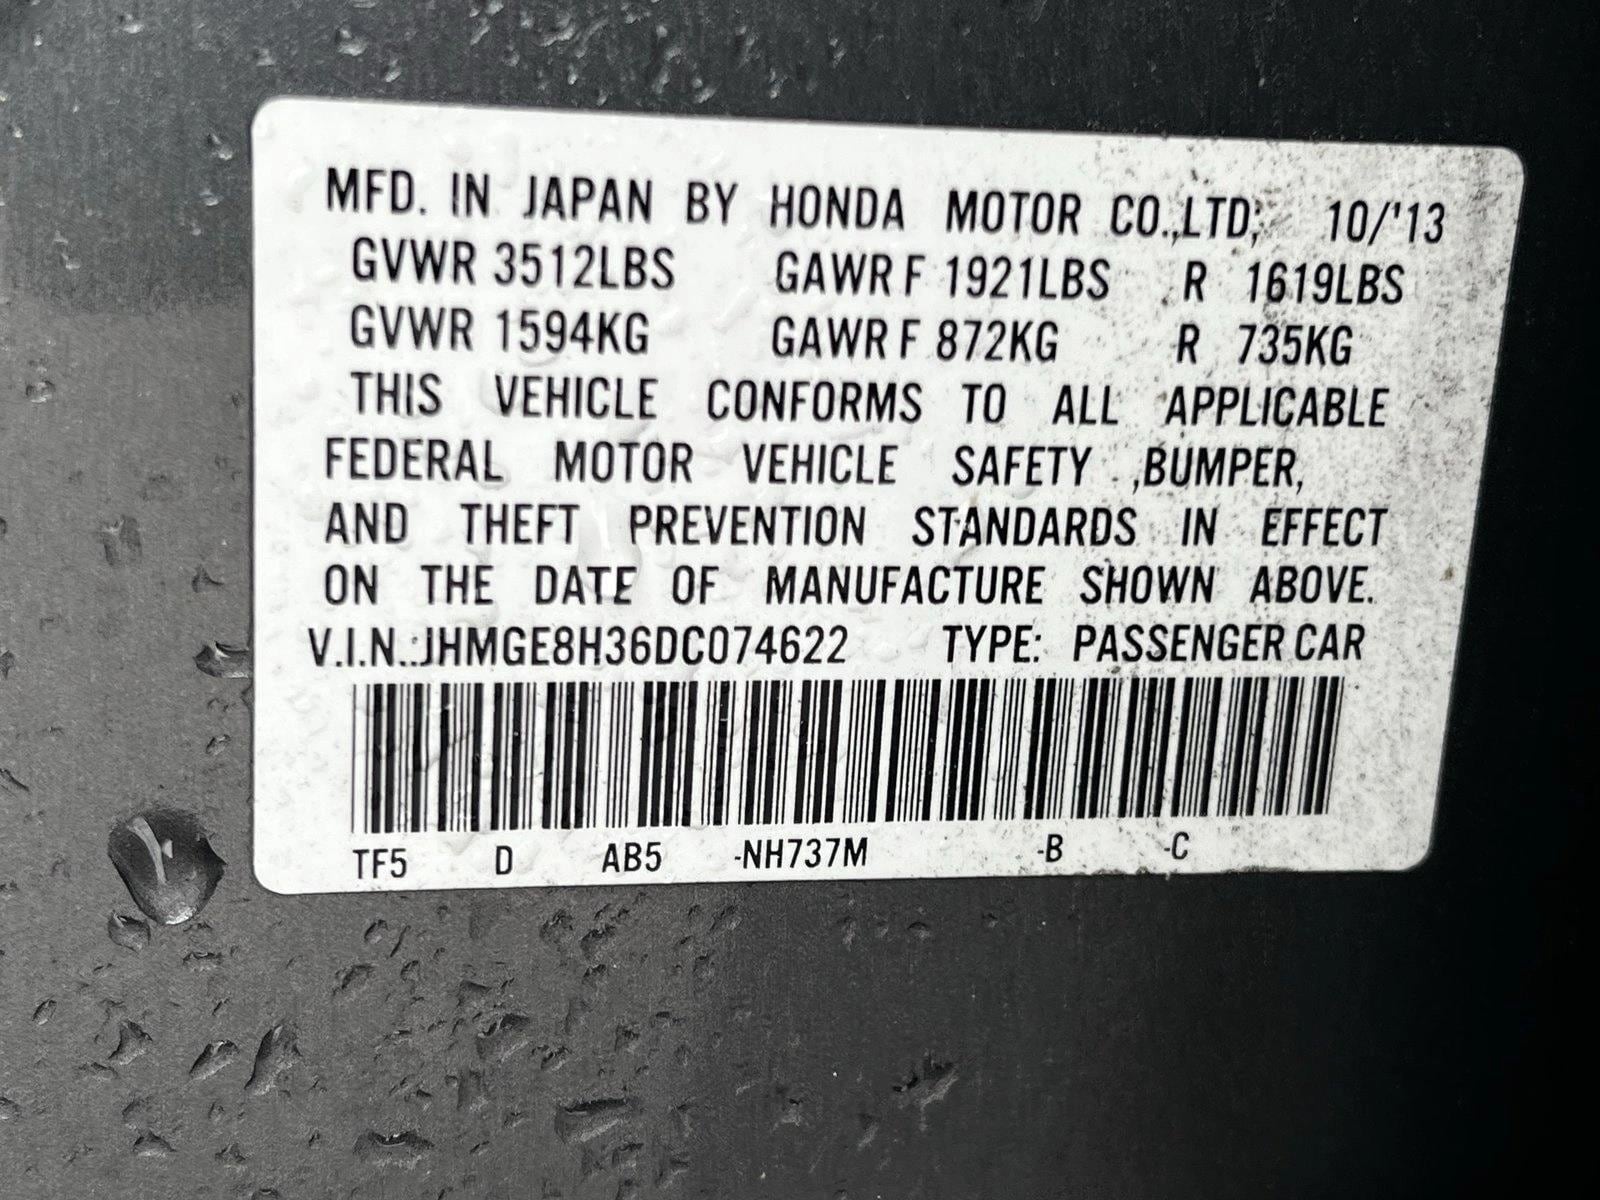 MFD. IN JAPAN BY HONDA MOTOR CO.,LTD; 10/'13
GVWR 3512LBS GAWR F 1921LBS R 1619LBS
GVWR 1594KG GAWR F 872KG R 735KG
THIS VEHICLE CONFORMS TO ALL APPLICABLE
FEDERAL MOTOR VEHICLE SAFETY ,BUMPER,
AND THEFT PREVENTION STANDARDS IN EFFECT
ON THE DATE OF MANUFACTURE SHOWN ABOVE.
V.I.N.:JHMGE8H36DC074622 TYPE: PASSENGER CAR
TF5 D AB5 -NH737M -B -C